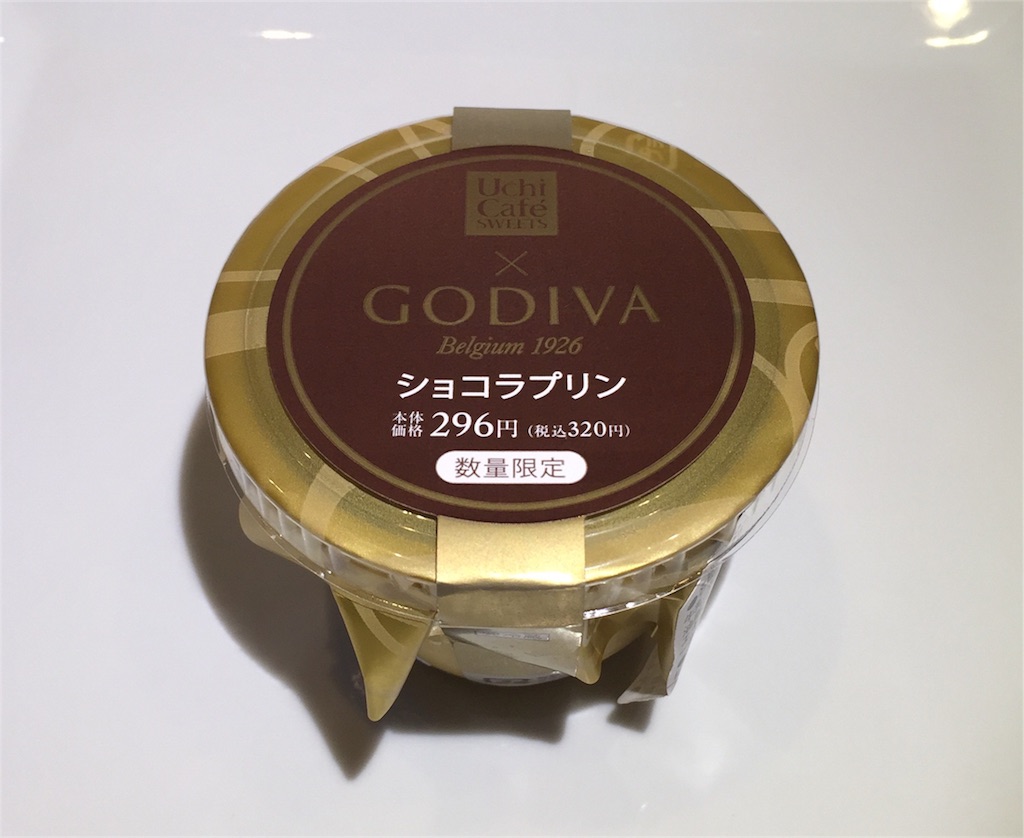 Uchi
Café
SWEETS
×
GODIVA
Belgium 1926
ショコラプリン
本体価格 296円 (税込320円)
数量限定